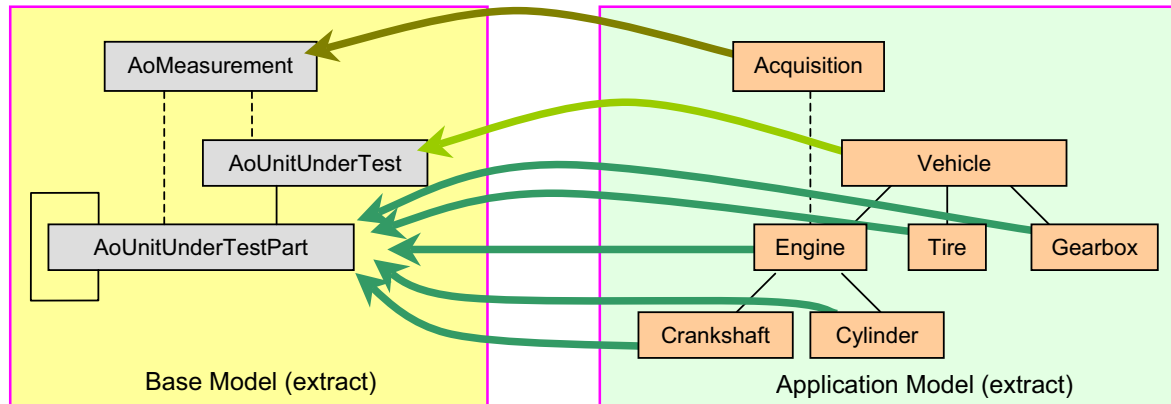 AoMeasurement
Acquisition
AoUnitUnderTest
Vehicle
AoUnitUnderTestPart
Engine
Tire
Gearbox
Crankshaft
Cylinder
Base Model (extract)
Application Model (extract)